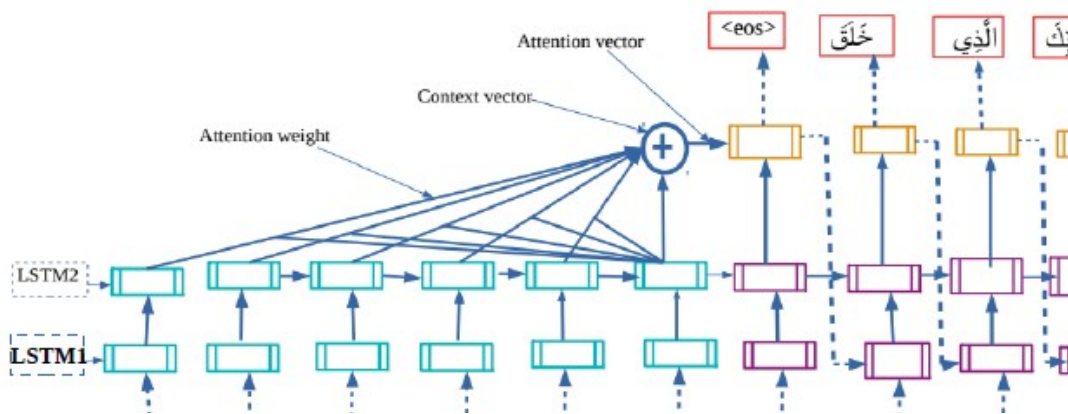 <eos>
خَلَقَ
الَّذِي
Attention vector
Context vector
Attention weight
LSTM2
LSTM1